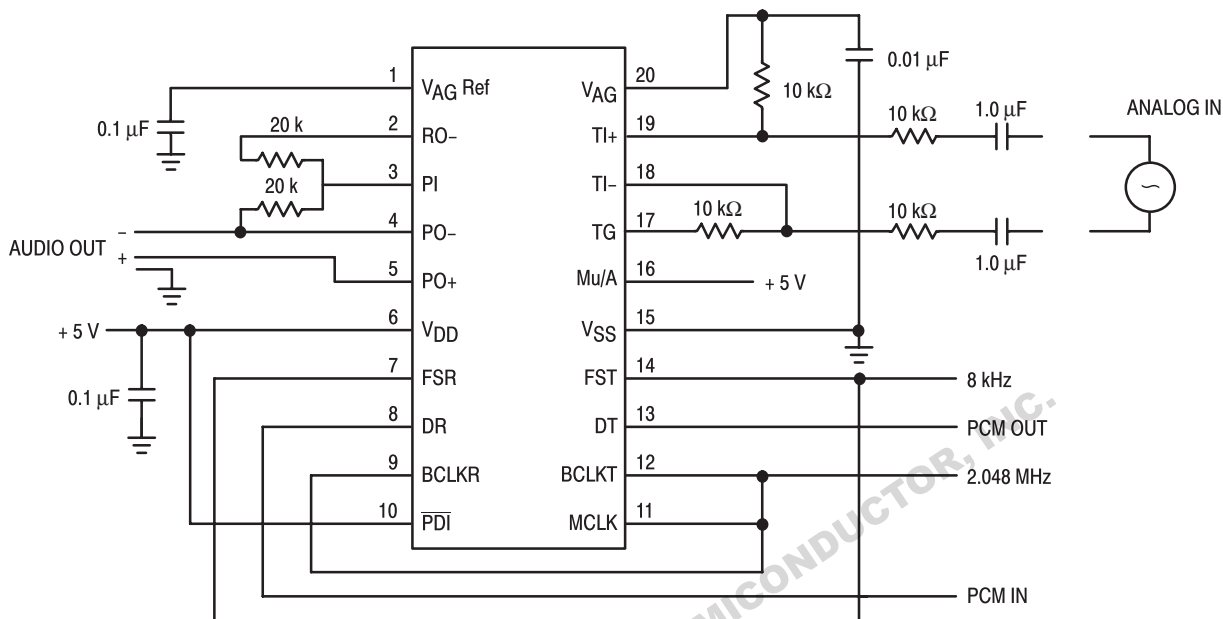 1
VAG Ref
0.1 μF
2
RO–
20 k
3
PI
20 k
4
PO–
AUDIO OUT
–
+
5
PO+
+ 5 V
6
VDD
0.1 μF
7
FSR
8
DR
9
BCLKR
10
PDI
20
VAG
0.01 μF
10 kΩ
19
TI+
10 kΩ
1.0 μF
ANALOG IN
18
TI–
17
TG
10 kΩ
10 kΩ
1.0 μF
16
Mu/A
+ 5 V
15
VSS
14
FST
8 kHz
13
DT
PCM OUT
12
BCLKT
2.048 MHz
11
MCLK
PCM IN
MICONDUCTOR, INC.